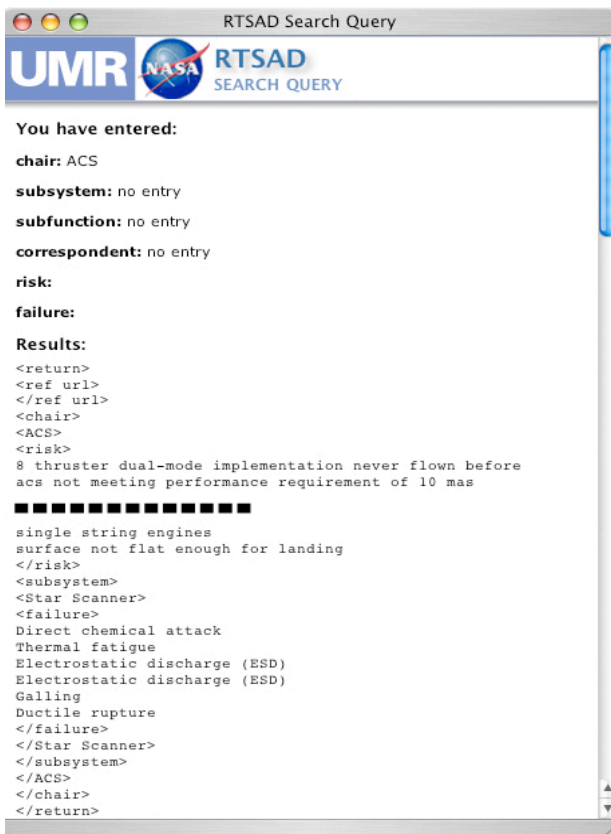 RTSAD Search Query
UMR
NASA
RTSAD
SEARCH QUERY
You have entered:
chair: ACS
subsystem: no entry
subfunction: no entry
correspondent: no entry
risk:
failure:
Results:
<return>
<ref url>
</ref url>
<chair>
<ACS>
<risk>
8 thruster dual-mode implementation never flown before
acs not meeting performance requirement of 10 mas
single string engines
surface not flat enough for landing
</risk>
<subsystem>
<Star Scanner>
<failure>
Direct chemical attack
Thermal fatigue
Electrostatic discharge (ESD)
Electrostatic discharge (ESD)
Galling
Ductile rupture
</failure>
</Star Scanner>
</subsystem>
</ACS>
</chair>
</return>